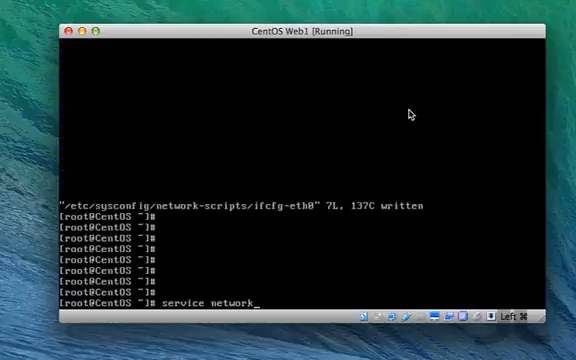 CentOS Web1 [Running]
"/etc/sysconfig/network-scripts/ifcfg-eth0" 7L, 137C written
[root@CentOS ~]#
[root@CentOS ~]#
[root@CentOS ~]#
[root@CentOS ~]#
[root@CentOS ~]#
[root@CentOS ~]#
[root@CentOS ~]#
[root@CentOS ~]#
[root@CentOS ~]# service network_
Left ⌘